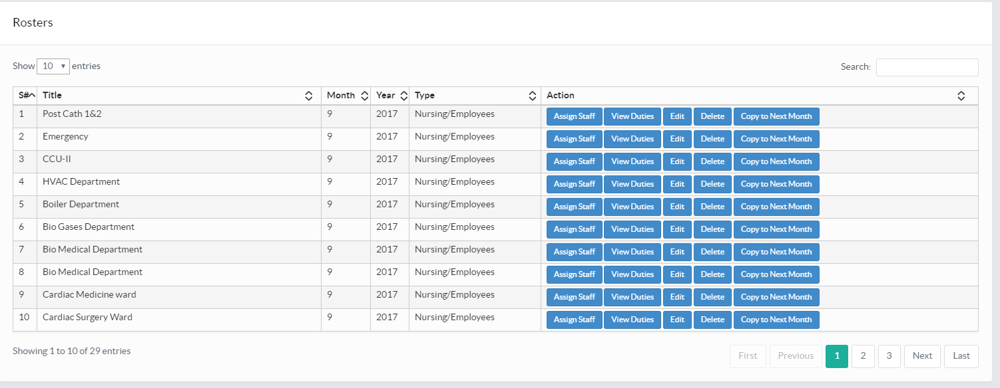 Rosters
Show 10 entries Search:
S# Title Month Year Type Action
1 Post Cath 1&2 9 2017 Nursing/Employees Assign Staff View Duties Edit Delete Copy to Next Month
2 Emergency 9 2017 Nursing/Employees Assign Staff View Duties Edit Delete Copy to Next Month
3 CCU-II 9 2017 Nursing/Employees Assign Staff View Duties Edit Delete Copy to Next Month
4 HVAC Department 9 2017 Nursing/Employees Assign Staff View Duties Edit Delete Copy to Next Month
5 Boiler Department 9 2017 Nursing/Employees Assign Staff View Duties Edit Delete Copy to Next Month
6 Bio Gases Department 9 2017 Nursing/Employees Assign Staff View Duties Edit Delete Copy to Next Month
7 Bio Medical Department 9 2017 Nursing/Employees Assign Staff View Duties Edit Delete Copy to Next Month
8 Bio Medical Department 9 2017 Nursing/Employees Assign Staff View Duties Edit Delete Copy to Next Month
9 Cardiac Medicine ward 9 2017 Nursing/Employees Assign Staff View Duties Edit Delete Copy to Next Month
10 Cardiac Surgery Ward 9 2017 Nursing/Employees Assign Staff View Duties Edit Delete Copy to Next Month
Showing 1 to 10 of 29 entries First Previous 1 2 3 Next Last